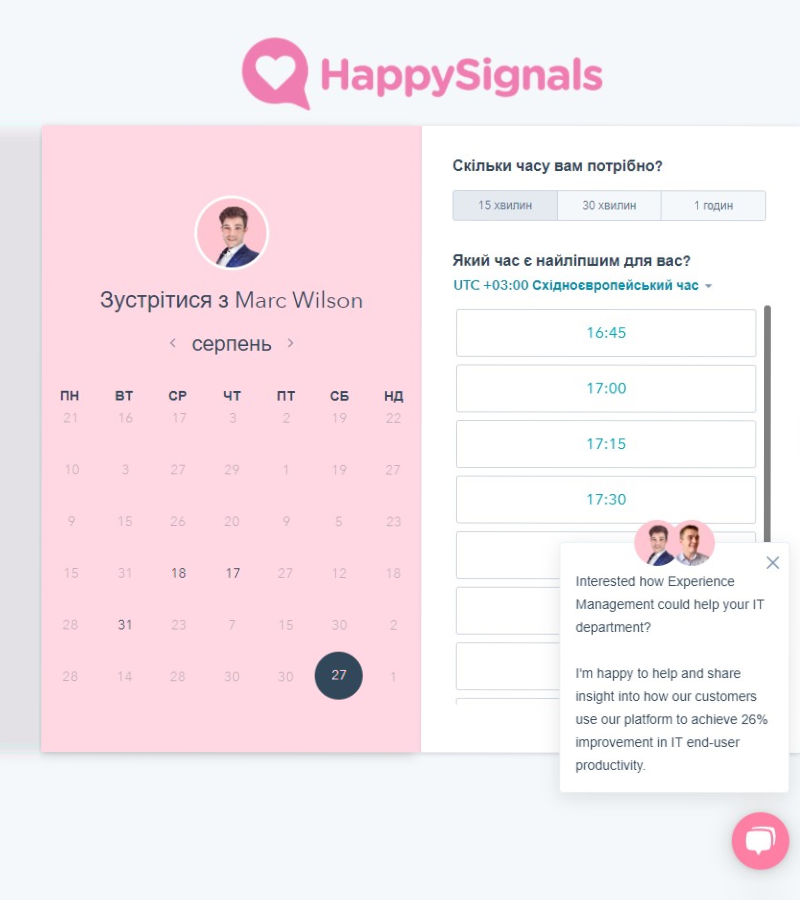 HappySignals
Зустрітися з Marc Wilson
серпень
ПН ВТ СР ЧТ ПТ СБ НД
21 16 17 3 2 19 22
10 3 27 29 1 19 27
9 15 26 20 9 5 23
15 31 18 17 27 12 18
28 31 23 7 15 30 2
28 14 28 30 30 27 1
Скільки часу вам потрібно?
15 хвилин 30 хвилин 1 годин
Який час є найліпшим для вас?
UTC +03:00 Східноєвропейський час
16:45
17:00
17:15
17:30
Interested how Experience
Management could help your IT
department?
I'm happy to help and share
insight into how our customers
use our platform to achieve 26%
improvement in IT end-user
productivity.